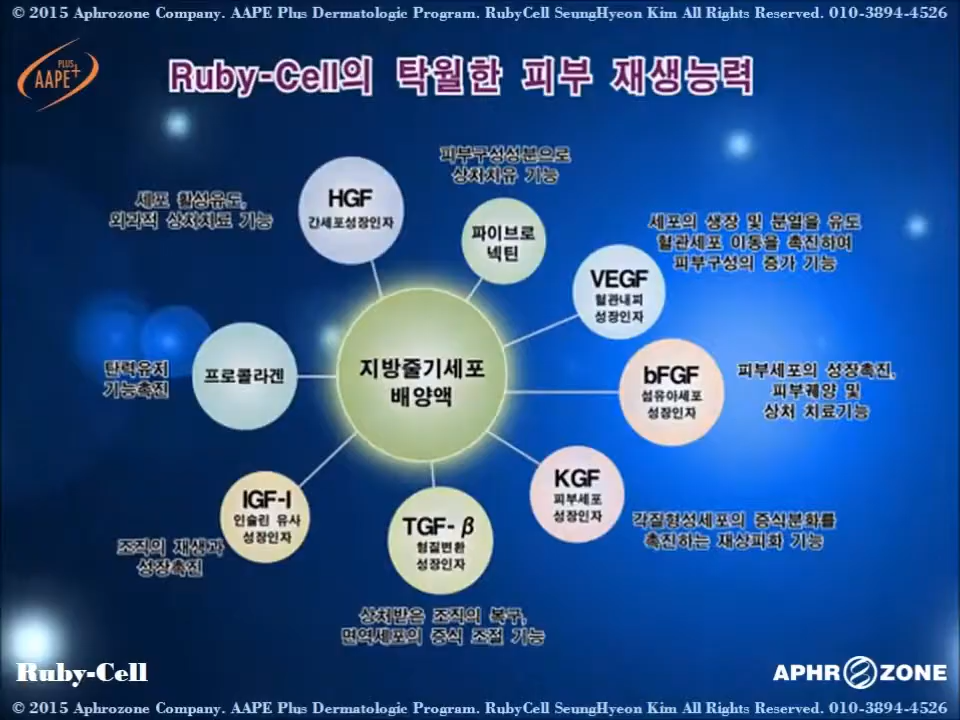 © 2015 Aphrozone Company. AAPE Plus Dermatologic Program. RubyCell SeungHyeon Kim All Rights Reserved. 010-3894-4526
PLUS
AAPE+
Ruby-Cell의 탁월한 피부 재생능력
세포 활성유도,
외과적 상처치료 기능
HGF
간세포성장인자
피부구성성분으로
상처치유 기능
파이브로
넥틴
세포의 생장 및 분열을 유도
혈관세포 이동을 촉진하여
피부구성의 증가 기능
VEGF
혈관내피
성장인자
탄력유지
기능촉진
프로콜라겐
지방줄기세포
배양액
bFGF
섬유아세포
성장인자
피부세포의 성장촉진,
피부궤양 및
상처 치료기능
IGF-I
인슐린 유사
성장인자
조직의 재생과
성장촉진
TGF- β
형질변환
성장인자
상처받은 조직의 복구,
면역세포의 증식 조절 기능
KGF
피부세포
성장인자
각질형성세포의 증식분화를
촉진하는 재상피화 기능
Ruby-Cell
APHROZONE
© 2015 Aphrozone Company. AAPE Plus Dermatologic Program. RubyCell SeungHyeon Kim All Rights Reserved. 010-3894-4526